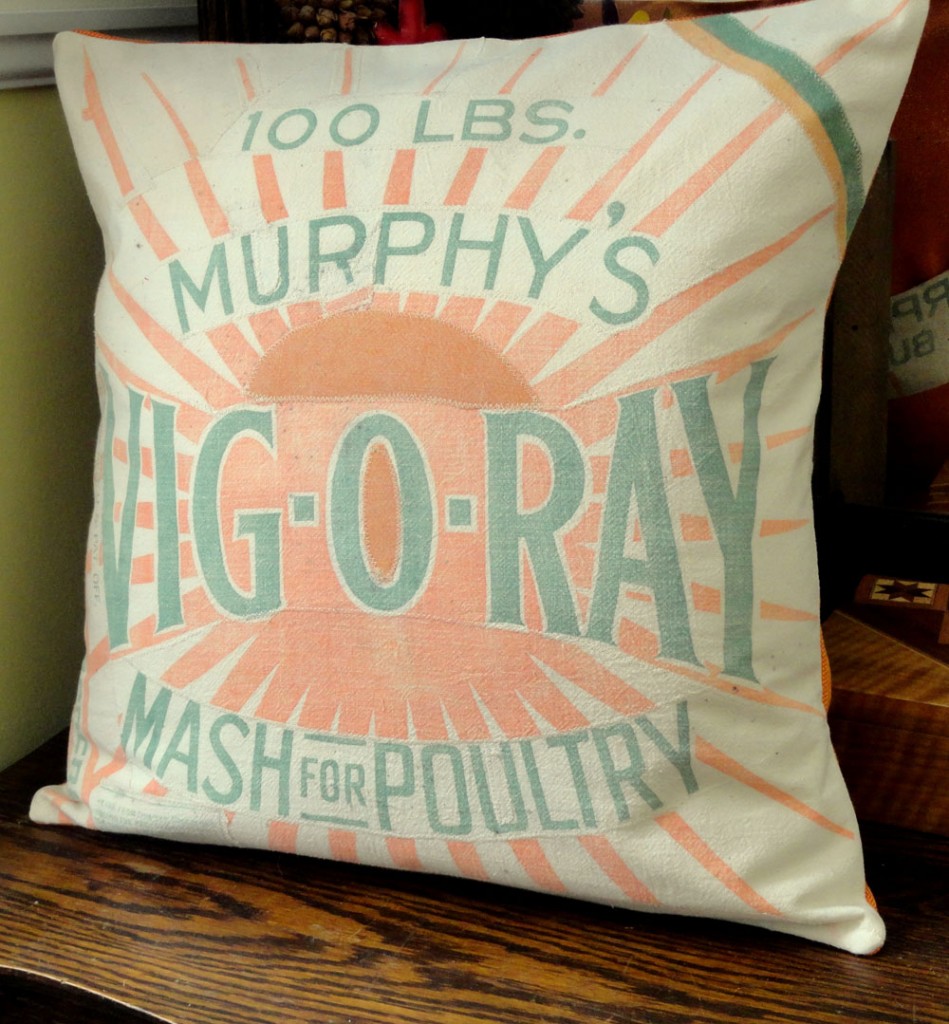 100 LBS.
MURPHY'S
VIG-O-RAY
MASH FOR POULTRY